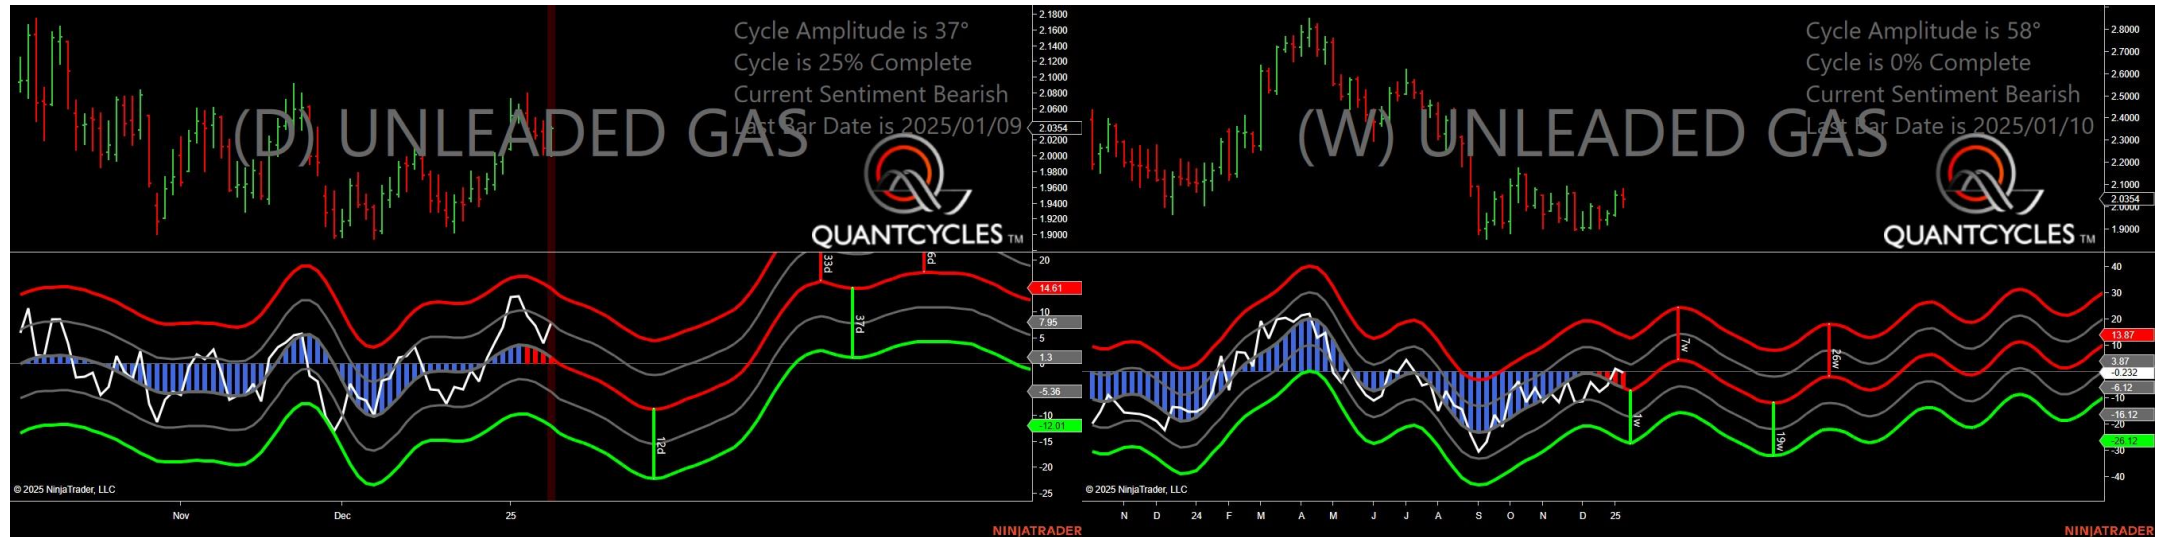 Cycle Amplitude is 37°
Cycle is 25% Complete
Current Sentiment Bearish
Last Bar Date is 2025/01/09
(D) UNLEADED GAS
QUANTCYCLES TM
2.1800
2.1600
2.1400
2.1200
2.1000
2.0800
2.0600
2.0354
2.0200
2.0000
1.9800
1.9600
1.9400
1.9200
1.9000
33d
6d
37d
12d
20
14.61
10
7.95
5
1.3
0
-5.36
-10
-12.01
-15
-20
-25
© 2025 NinjaTrader, LLC
Nov
Dec
25
NINJATRADER
Cycle Amplitude is 58°
Cycle is 0% Complete
Current Sentiment Bearish
Last Bar Date is 2025/01/10
(W) UNLEADED GAS
QUANTCYCLES TM
2.8000
2.7000
2.6000
2.5000
2.4000
2.3000
2.2000
2.1000
2.0354
2.0000
1.9000
7w
26w
1w
19w
40
30
20
13.87
10
3.87
-0.232
-6.12
-10
-16.12
-20
-26.12
-30
-40
© 2025 NinjaTrader, LLC
N D 24 F M A M J J A S O N D 25
NINJATRADER